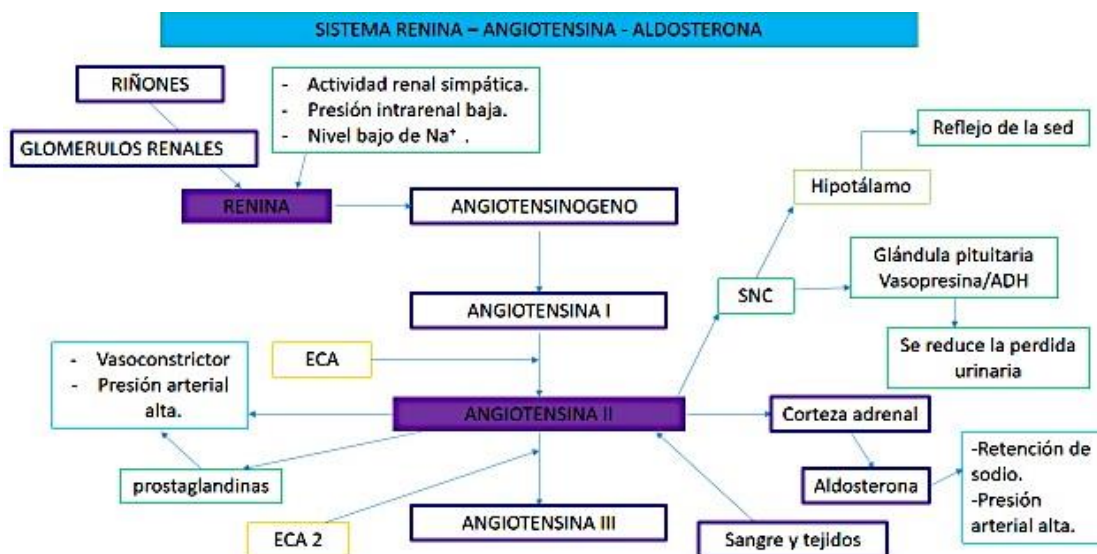 SISTEMA RENINA – ANGIOTENSINA - ALDOSTERONA
RIÑONES
- Actividad renal simpática.
- Presión intrarenal baja.
- Nivel bajo de Na⁺ .
GLOMERULOS RENALES
Reflejo de la sed
Hipotálamo
RENINA
ANGIOTENSINOGENO
Glándula pituitaria
Vasopresina/ADH
SNC
ANGIOTENSINA I
Se reduce la perdida
urinaria
ECA
- Vasoconstrictor
- Presión arterial
alta.
ANGIOTENSINA II
Corteza adrenal
prostaglandinas
Aldosterona
-Retención de
sodio.
-Presión
arterial alta.
ANGIOTENSINA III
ECA 2
Sangre y tejidos